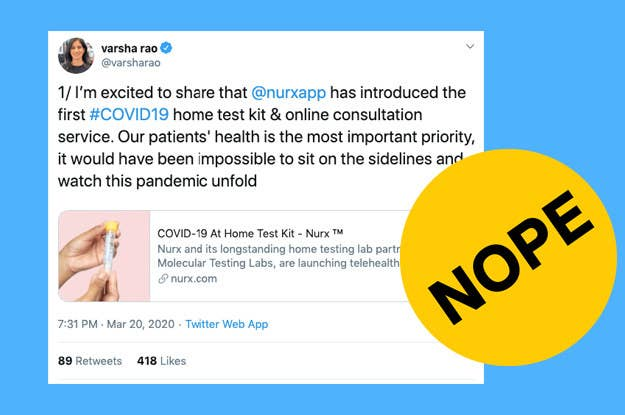 varsha rao
@varsharao
1/ I'm excited to share that @nurxapp has introduced the
first #COVID19 home test kit & online consultation
service. Our patients' health is the most important priority,
it would have been impossible to sit on the sidelines and
watch this pandemic unfold
COVID-19 At Home Test Kit - Nurx ™
Nurx and its longstanding home testing lab
Molecular Testing Labs, are launching
nurx.com
7:31 PM · Mar 20, 2020 · Twitter Web App
89 Retweets 418 Likes
NOPE